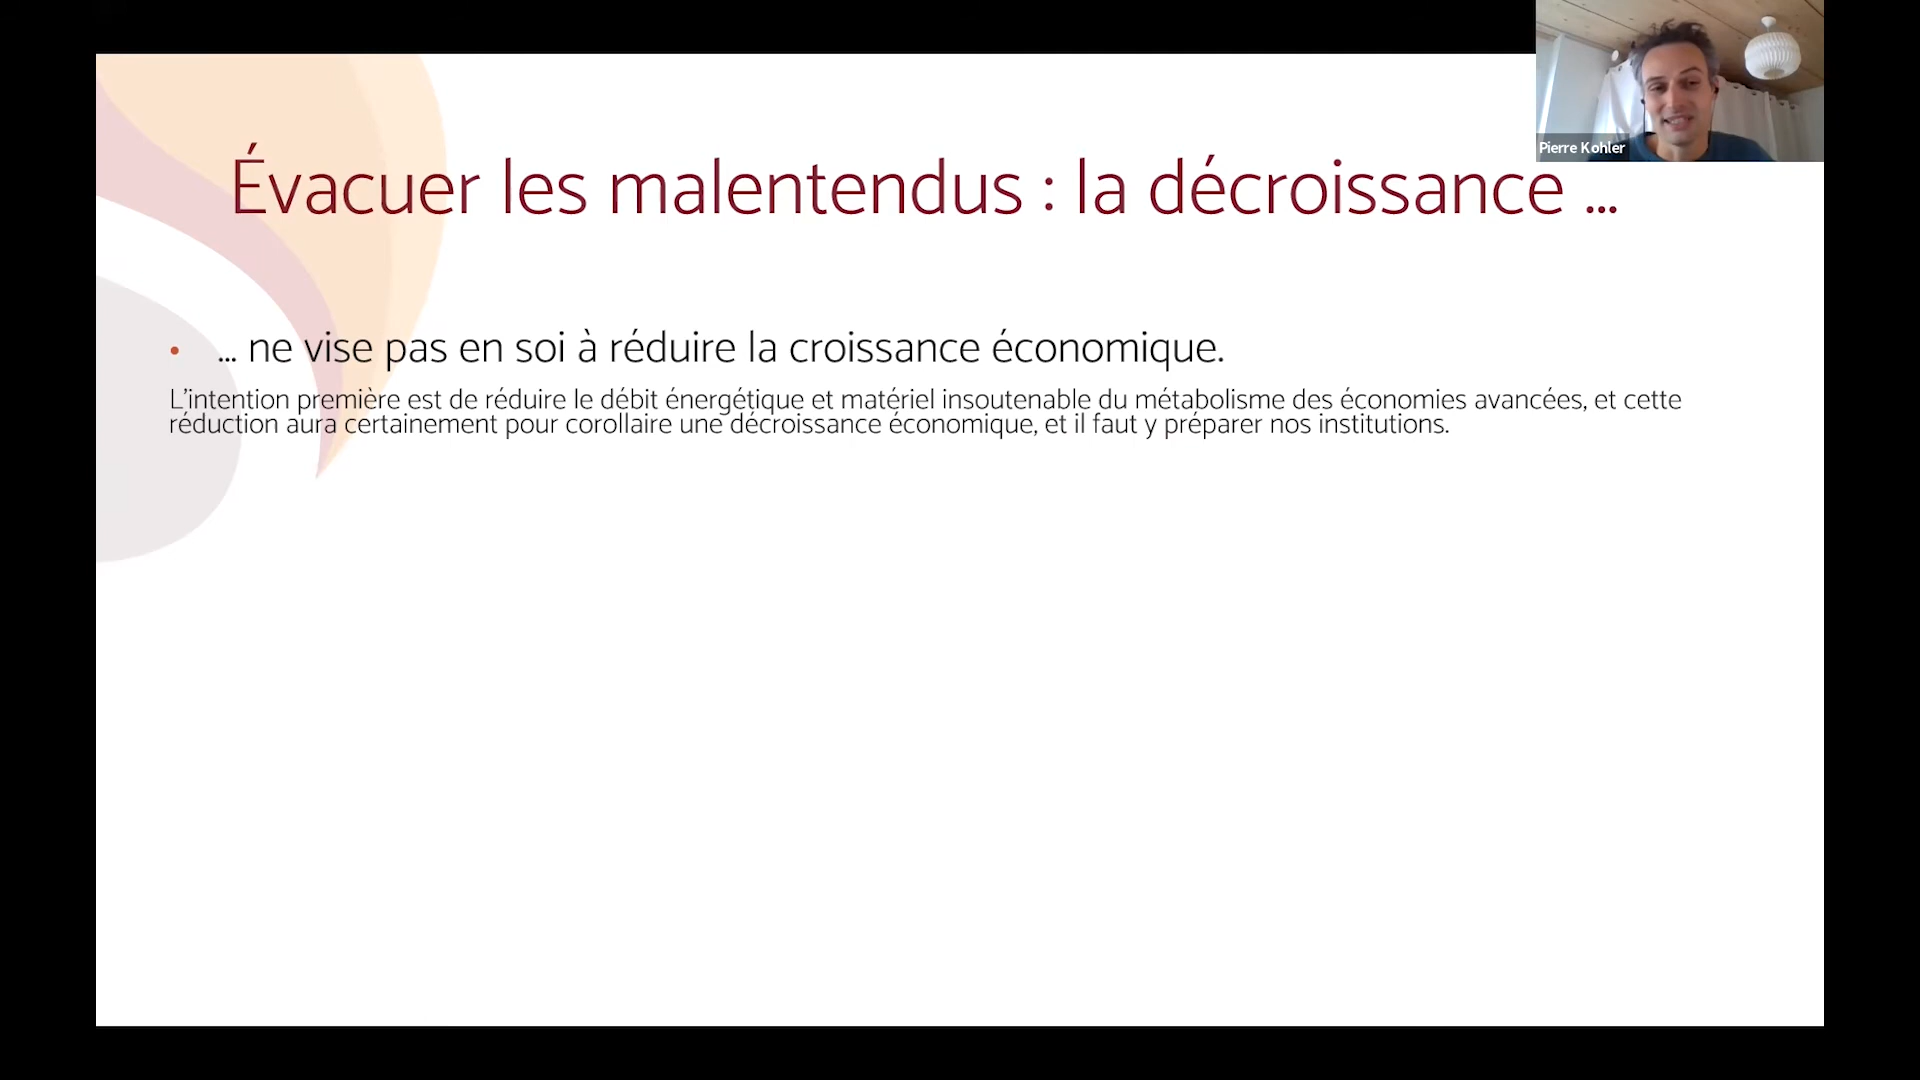 Pierre Kohler
Évacuer les malentendus : la décroissance ...
• ... ne vise pas en soi à réduire la croissance économique.
L'intention première est de réduire le débit énergétique et matériel insoutenable du métabolisme des économies avancées, et cette
réduction aura certainement pour corollaire une décroissance économique, et il faut y préparer nos institutions.